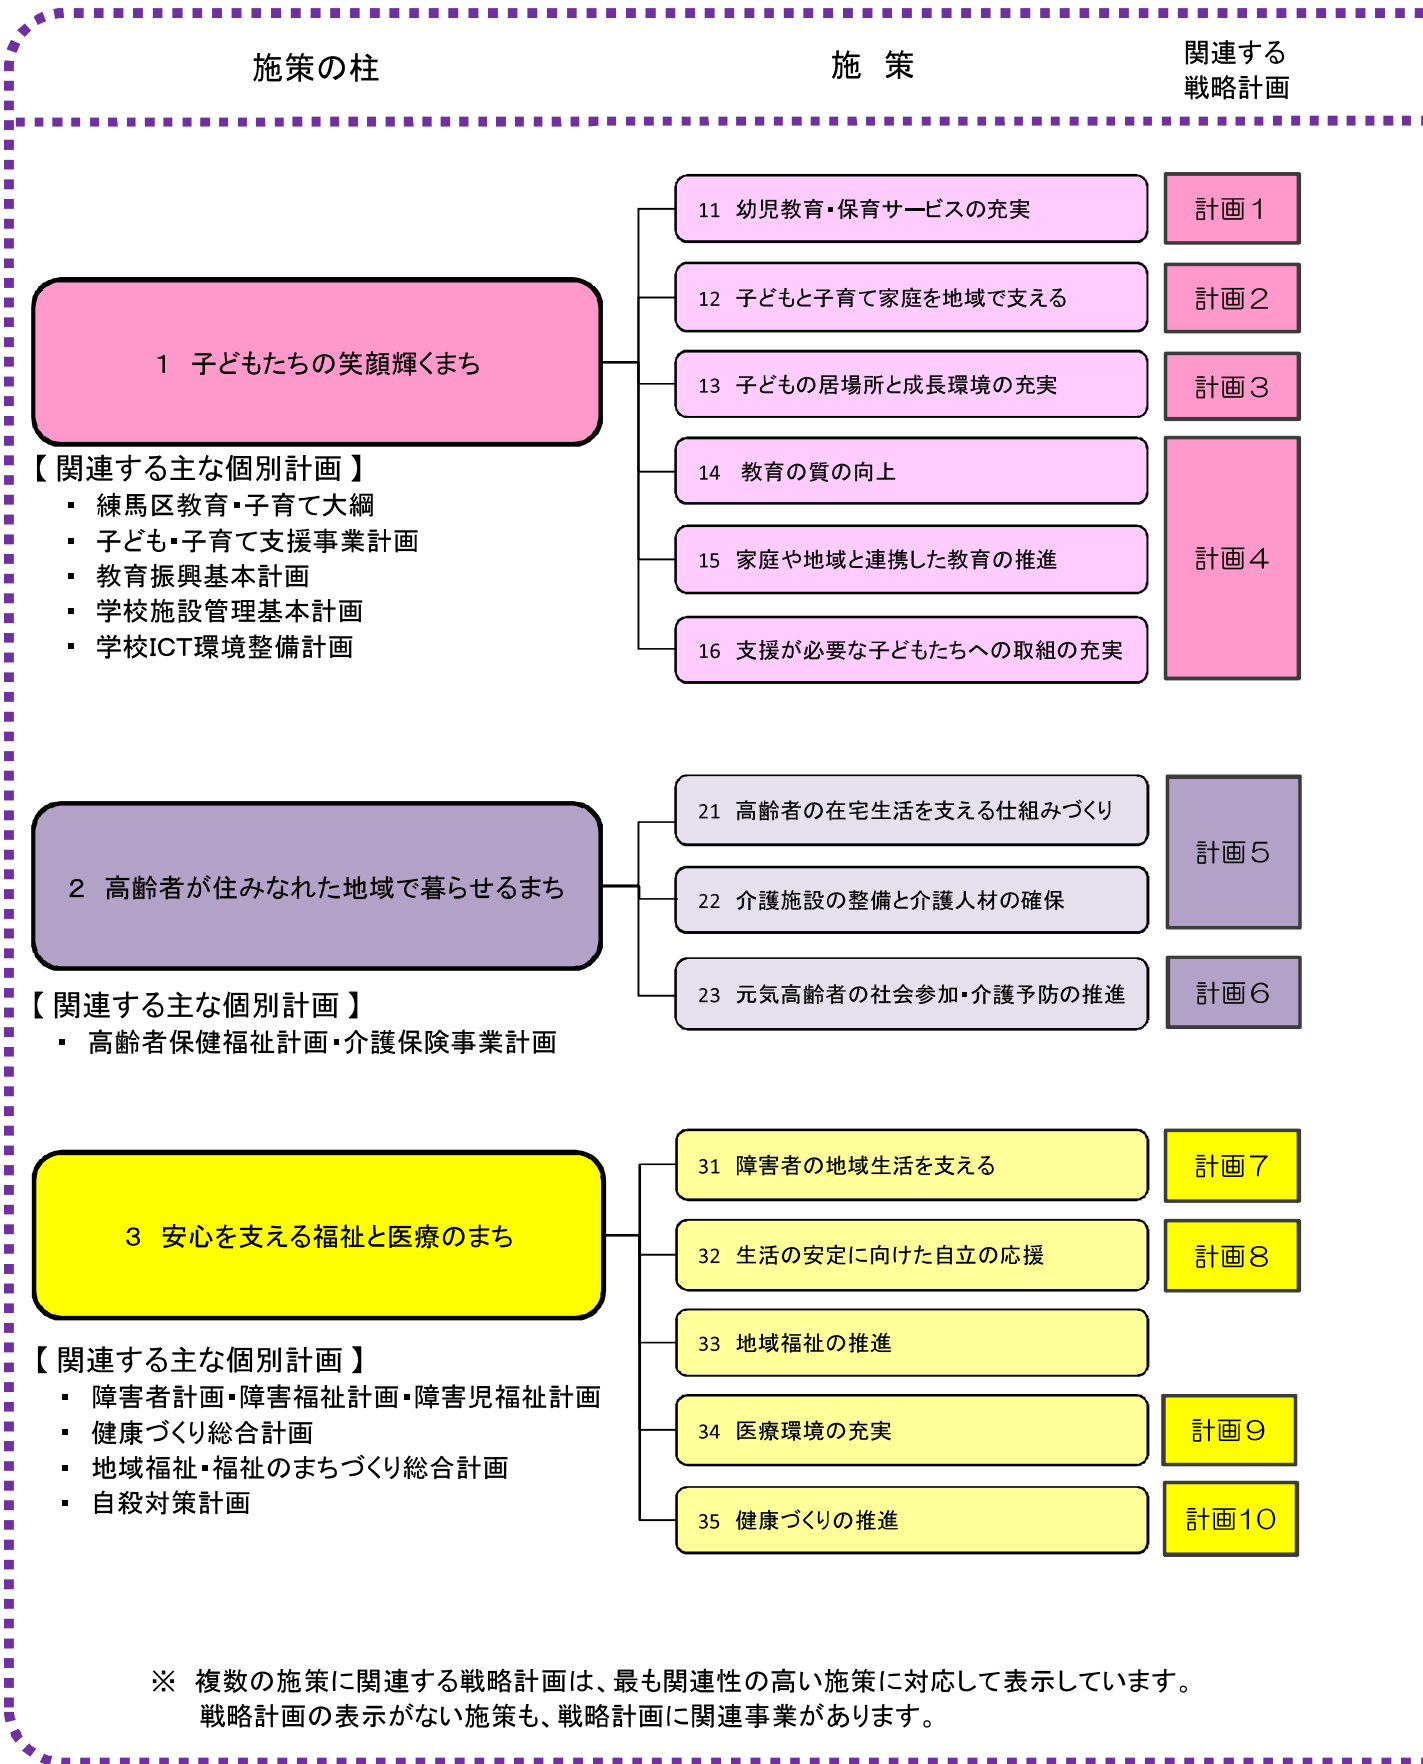 施策の柱
施 策
関連する
戦略計画
1 子どもたちの笑顔輝くまち
【関連する主な個別計画】
・ 練馬区教育・子育て大綱
・ 子ども・子育て支援事業計画
・ 教育振興基本計画
・ 学校施設管理基本計画
・ 学校ICT環境整備計画
11 幼児教育・保育サービスの充実
計画1
12 子どもと子育て家庭を地域で支える
計画2
13 子どもの居場所と成長環境の充実
計画3
14 教育の質の向上
15 家庭や地域と連携した教育の推進
16 支援が必要な子どもたちへの取組の充実
計画4
2 高齢者が住みなれた地域で暮らせるまち
【関連する主な個別計画】
・ 高齢者保健福祉計画・介護保険事業計画
21 高齢者の在宅生活を支える仕組みづくり
22 介護施設の整備と介護人材の確保
計画5
23 元気高齢者の社会参加・介護予防の推進
計画6
3 安心を支える福祉と医療のまち
【関連する主な個別計画】
・ 障害者計画・障害福祉計画・障害児福祉計画
・ 健康づくり総合計画
・ 地域福祉・福祉のまちづくり総合計画
・ 自殺対策計画
31 障害者の地域生活を支える
計画7
32 生活の安定に向けた自立の応援
計画8
33 地域福祉の推進
34 医療環境の充実
計画9
35 健康づくりの推進
計画10
※ 複数の施策に関連する戦略計画は、最も関連性の高い施策に対応して表示しています。
戦略計画の表示がない施策も、戦略計画に関連事業があります。